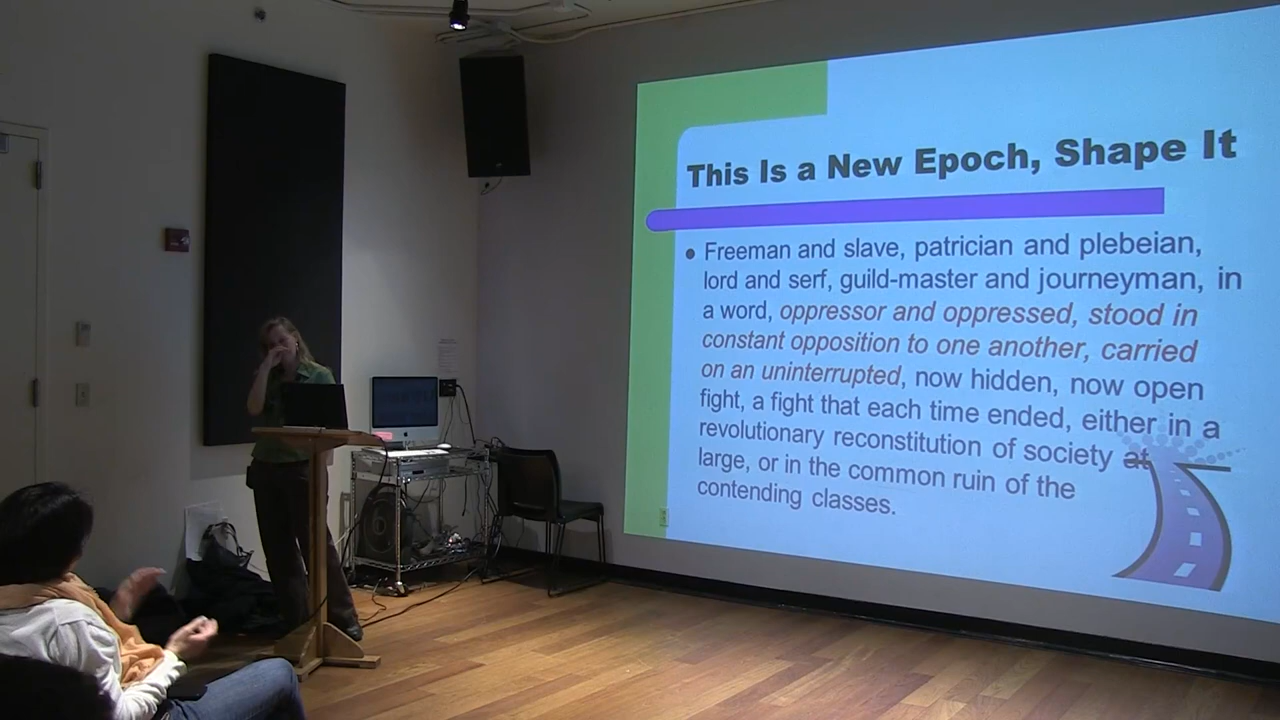 This Is a New Epoch, Shape It
• Freeman and slave, patrician and plebeian,
lord and serf, guild-master and journeyman, in
a word, oppressor and oppressed, stood in
constant opposition to one another, carried
on an uninterrupted, now hidden, now open
fight, a fight that each time ended, either in a
revolutionary reconstitution of society at
large, or in the common ruin of the
contending classes.